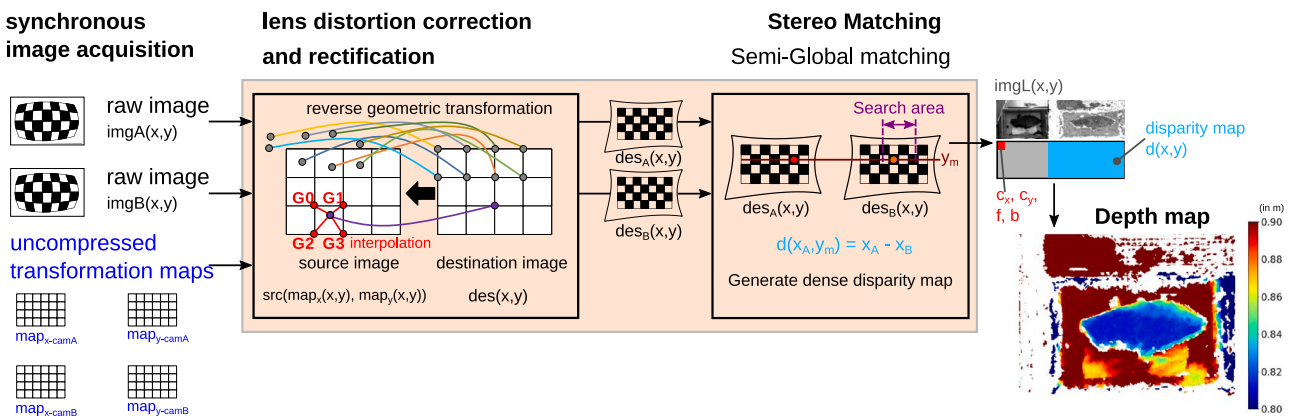 synchronous
image acquisition
raw image
imgA(x,y)
raw image
imgB(x,y)
uncompressed
transformation maps
mapx-camA
mapy-camA
mapx-camB
mapy-camB
lens distortion correction
and rectification
reverse geometric transformation
G0 G1
G2 G3 interpolation
source image
destination image
src(mapx(x,y), mapy(x,y))
des(x,y)
desA(x,y)
desB(x,y)
Stereo Matching
Semi-Global matching
Search area
ym
desA(x,y)
desB(x,y)
d(xA,ym) = xA - xB
Generate dense disparity map
imgL(x,y)
disparity map
d(x,y)
cx, cy,
f, b
Depth map
(in m)
0.90
0.88
0.86
0.84
0.82
0.80